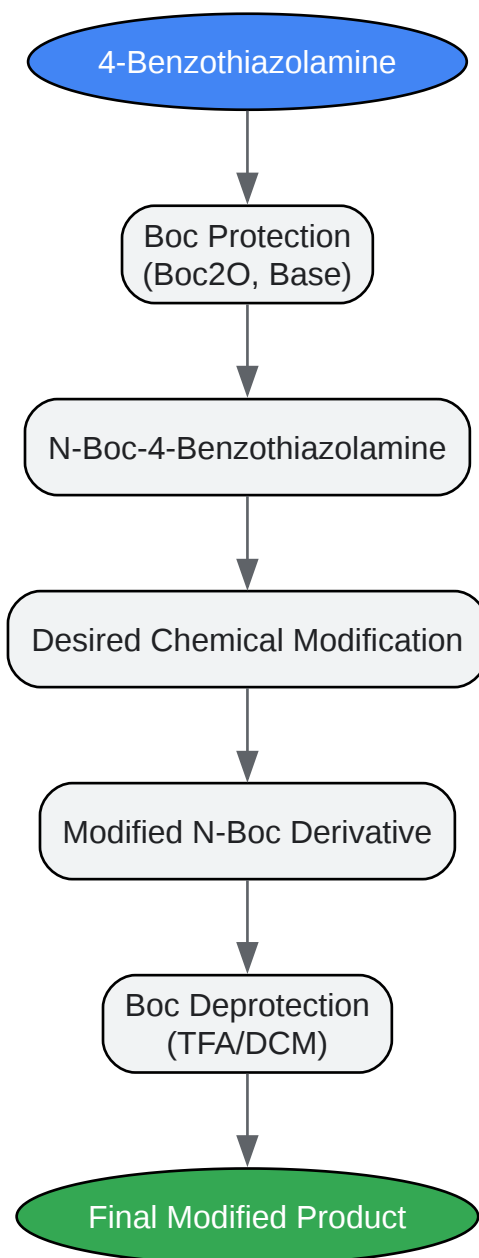 4-Benzothiazolamine
Boc Protection
(Boc2O, Base)
N-Boc-4-Benzothiazolamine
Desired Chemical Modification
Modified N-Boc Derivative
Boc Deprotection
(TFA/DCM)
Final Modified Product